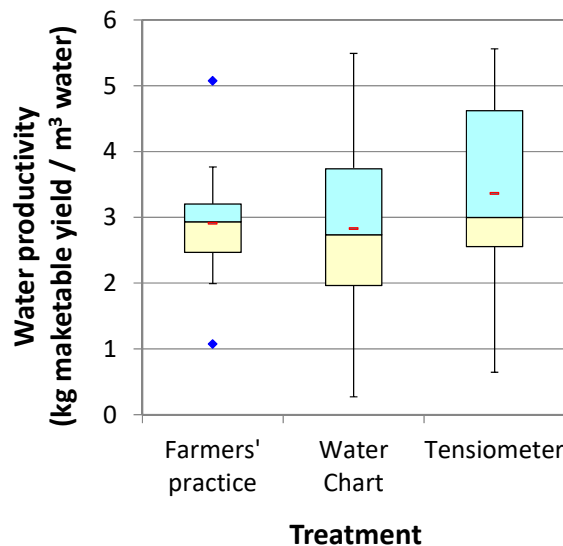 Water productivity
(kg maketable yield / m³ water)
6
5
4
3
2
1
0
Farmers'
practice
Water
Chart
Tensiometer
Treatment